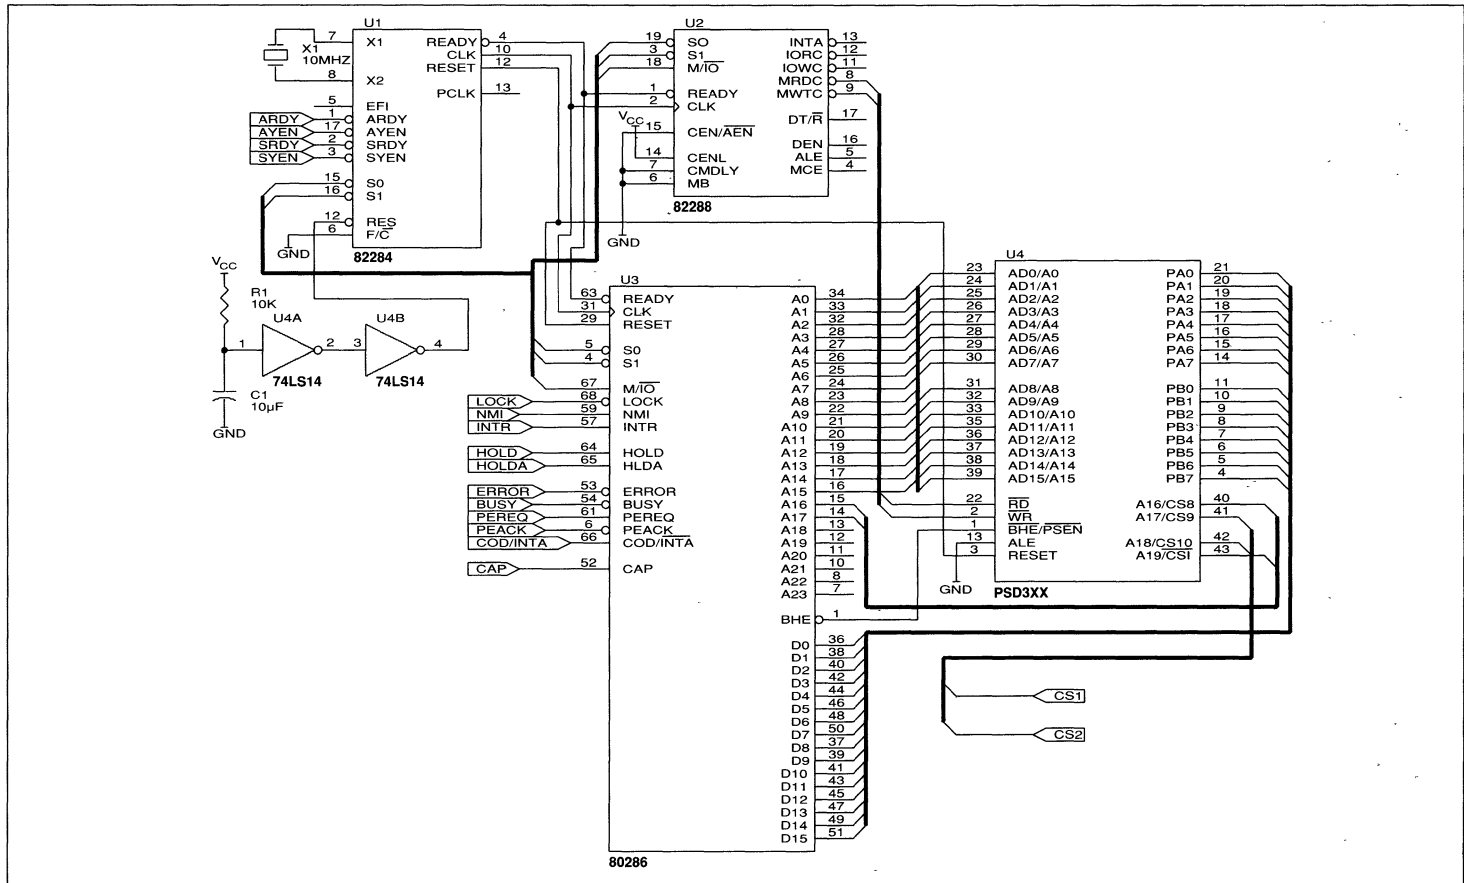 U1
7 X1 READY 4
X1 10MHZ
CLK 10
RESET 12
8 X2
PCLK 13
5 EFI
ARDY 1 ARDY
AYEN 17 AYEN
SRDY 2 SRDY
SYEN 3 SYEN
15 S0
16 S1
12 RES
6 F/C
GND
82284
VCC
R1
10K
U4A U4B
1 2 3 4
74LS14 74LS14
C1
10µF
GND
U2
19 SO INTA 13
3 S1 IORC 12
18 M/IO IOWC 11
MRDC 8
1 READY MWTC 9
2 CLK
VCC
DT/R 17
15 CEN/AEN
DEN 16
14 CENL ALE 5
7 CMDLY MCE 4
6 MB
82288
GND
U3
63 READY A0 34
31 CLK A1 33
29 RESET A2 32
A3 28
5 S0 A4 27
4 S1 A5 26
A6 25
67 M/IO A7 24
LOCK 68 LOCK A8 23
NMI 59 NMI A9 22
INTR 57 INTR A10 21
A11 20
HOLD 64 HOLD A12 19
HOLDA 65 HLDA A13 18
A14 17
ERROR 53 ERROR A15 16
BUSY 54 BUSY A16 15
PEREQ 61 PEREQ A17 14
PEACK 6 PEACK A18 13
COD/INTA 66 COD/INTA A19 12
A20 11
CAP 52 CAP A21 10
A22 8
A23 7
BHE 1
D0 36
D1 38
D2 40
D3 42
D4 44
D5 46
D6 48
D7 50
D8 37
D9 39
D10 41
D11 43
D12 45
D13 47
D14 49
D15 51
80286
U4
23 AD0/A0 PA0 21
24 AD1/A1 PA1 20
25 AD2/A2 PA2 19
26 AD3/A3 PA3 18
27 AD4/A4 PA4 17
28 AD5/A5 PA5 16
29 AD6/A6 PA6 15
30 AD7/A7 PA7 14
31 AD8/A8 PB0 11
32 AD9/A9 PB1 10
33 AD10/A10 PB2 9
35 AD11/A11 PB3 8
36 AD12/A12 PB4 7
37 AD13/A13 PB5 6
38 AD14/A14 PB6 5
39 AD15/A15 PB7 4
22 RD A16/CS8 40
2 WR A17/CS9 41
1 BHE/PSEN
13 ALE A18/CS10 42
3 RESET A19/CSI 43
GND
PSD3XX
CS1
CS2